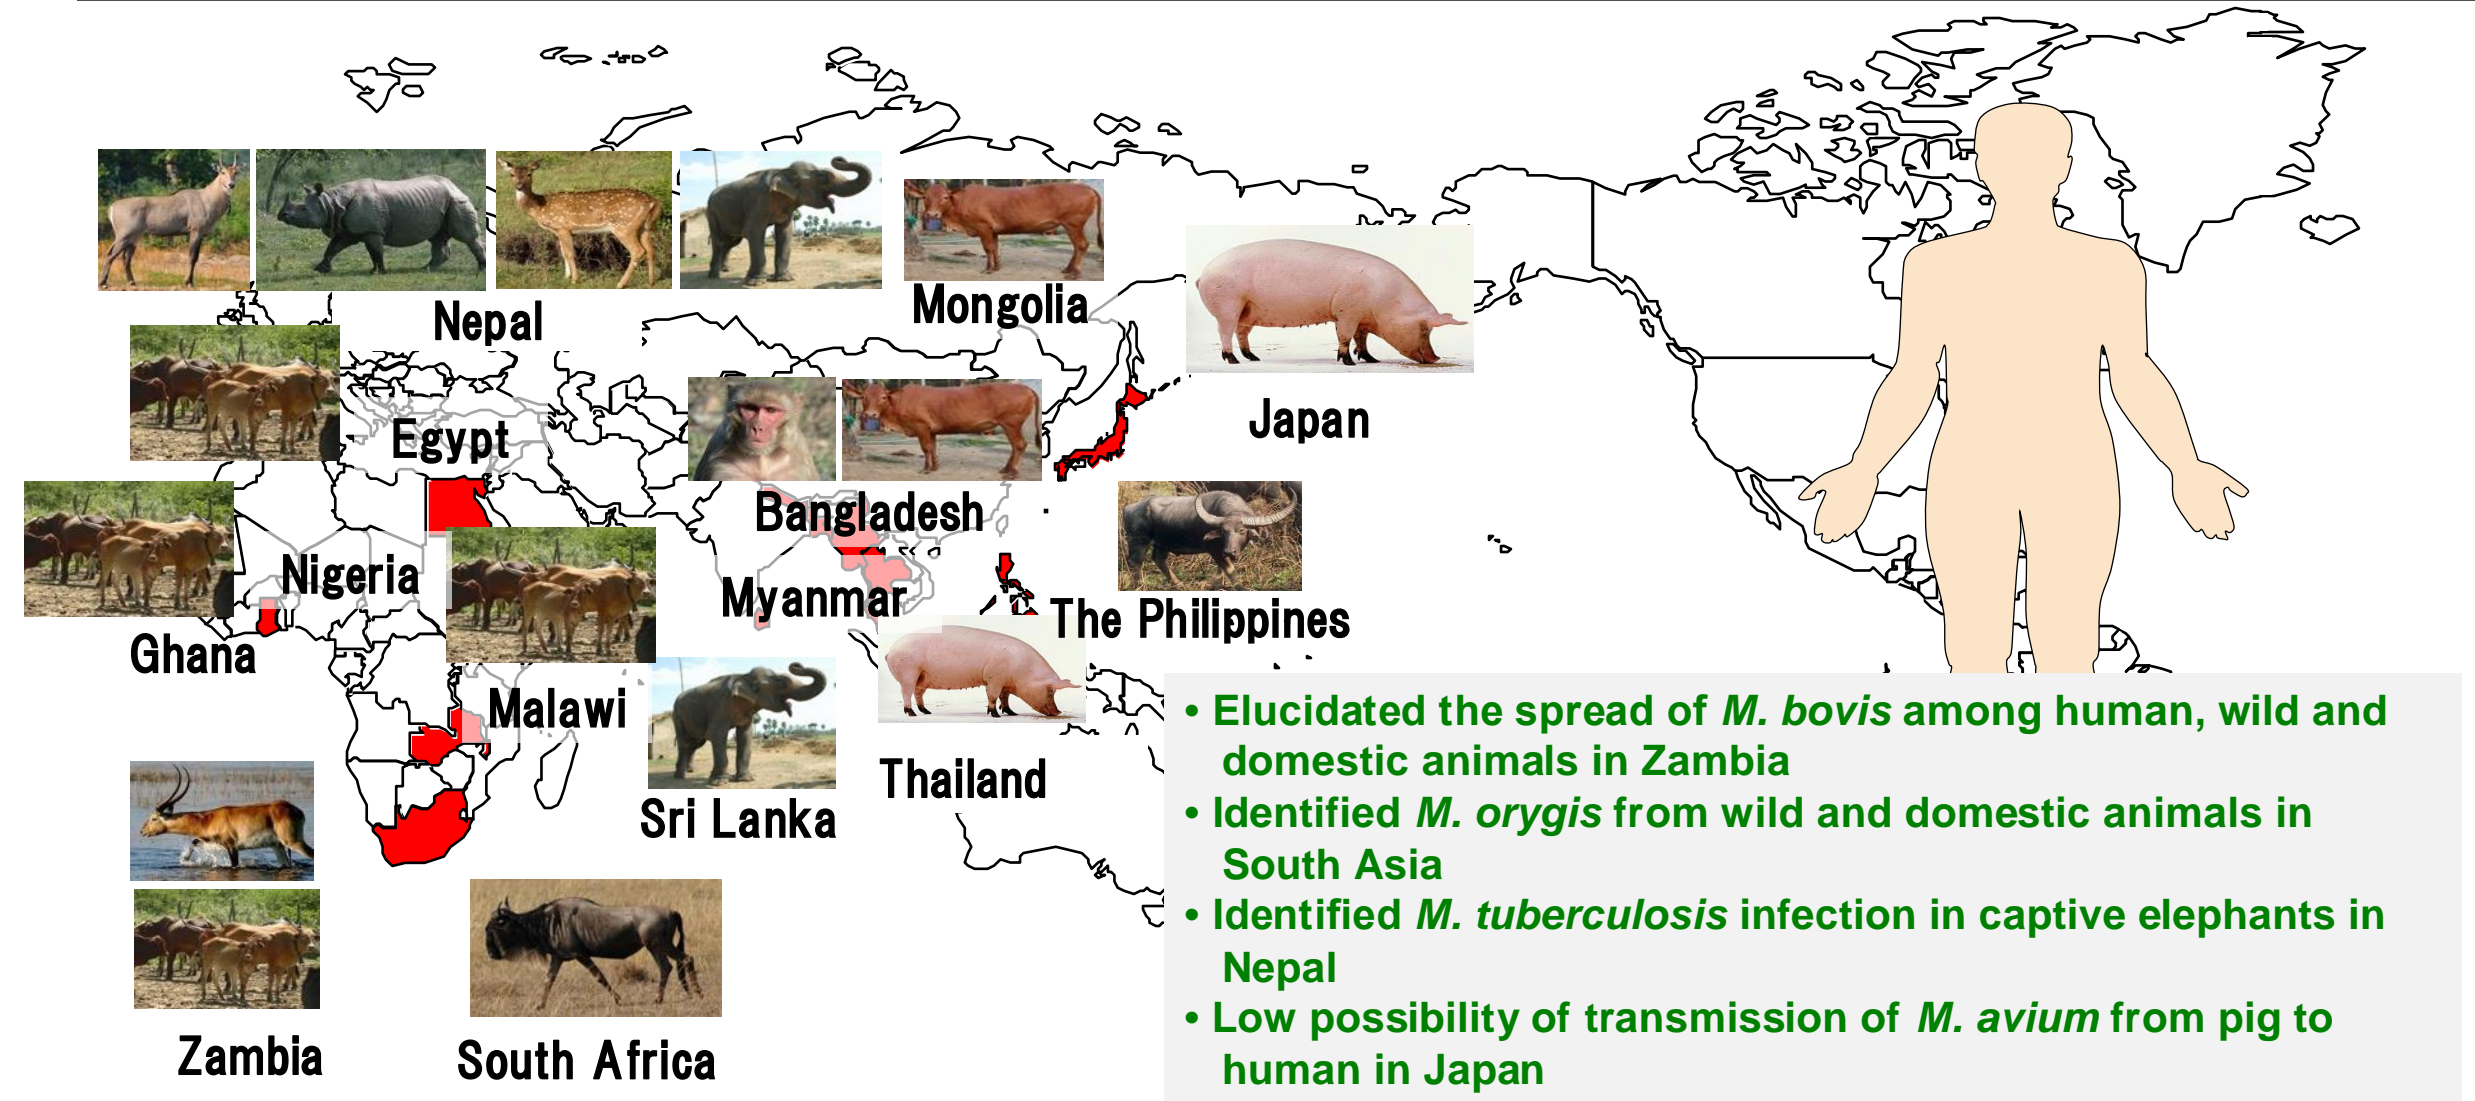 Nepal
Mongolia
Japan
Egypt
Bangladesh
Nigeria
Myanmar
The Philippines
Ghana
Malawi
Thailand
Sri Lanka
Zambia
South Africa
• Elucidated the spread of M. bovis among human, wild and
domestic animals in Zambia
• Identified M. orygis from wild and domestic animals in
South Asia
• Identified M. tuberculosis infection in captive elephants in
Nepal
• Low possibility of transmission of M. avium from pig to
human in Japan